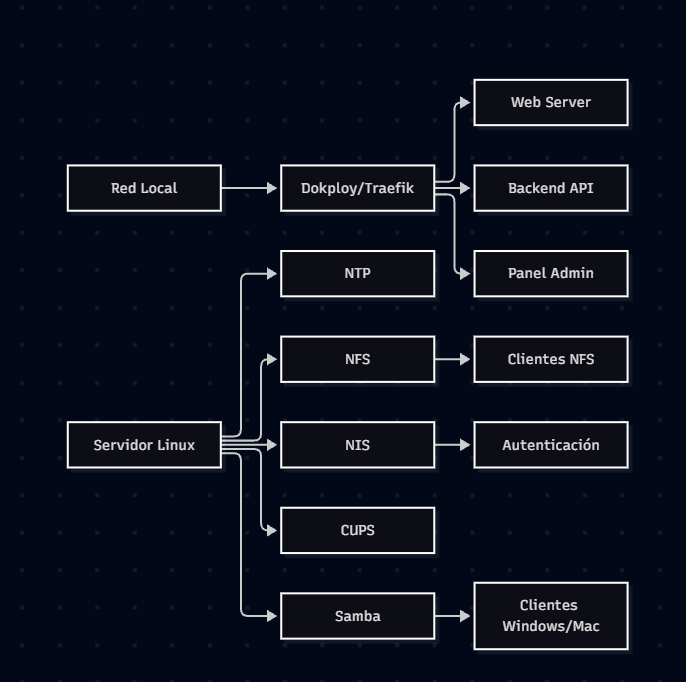 Web Server
Red Local
Dokploy/Traefik
Backend API
NTP
Panel Admin
NFS
Clientes NFS
Servidor Linux
NIS
Autenticación
CUPS
Samba
Clientes
Windows/Mac